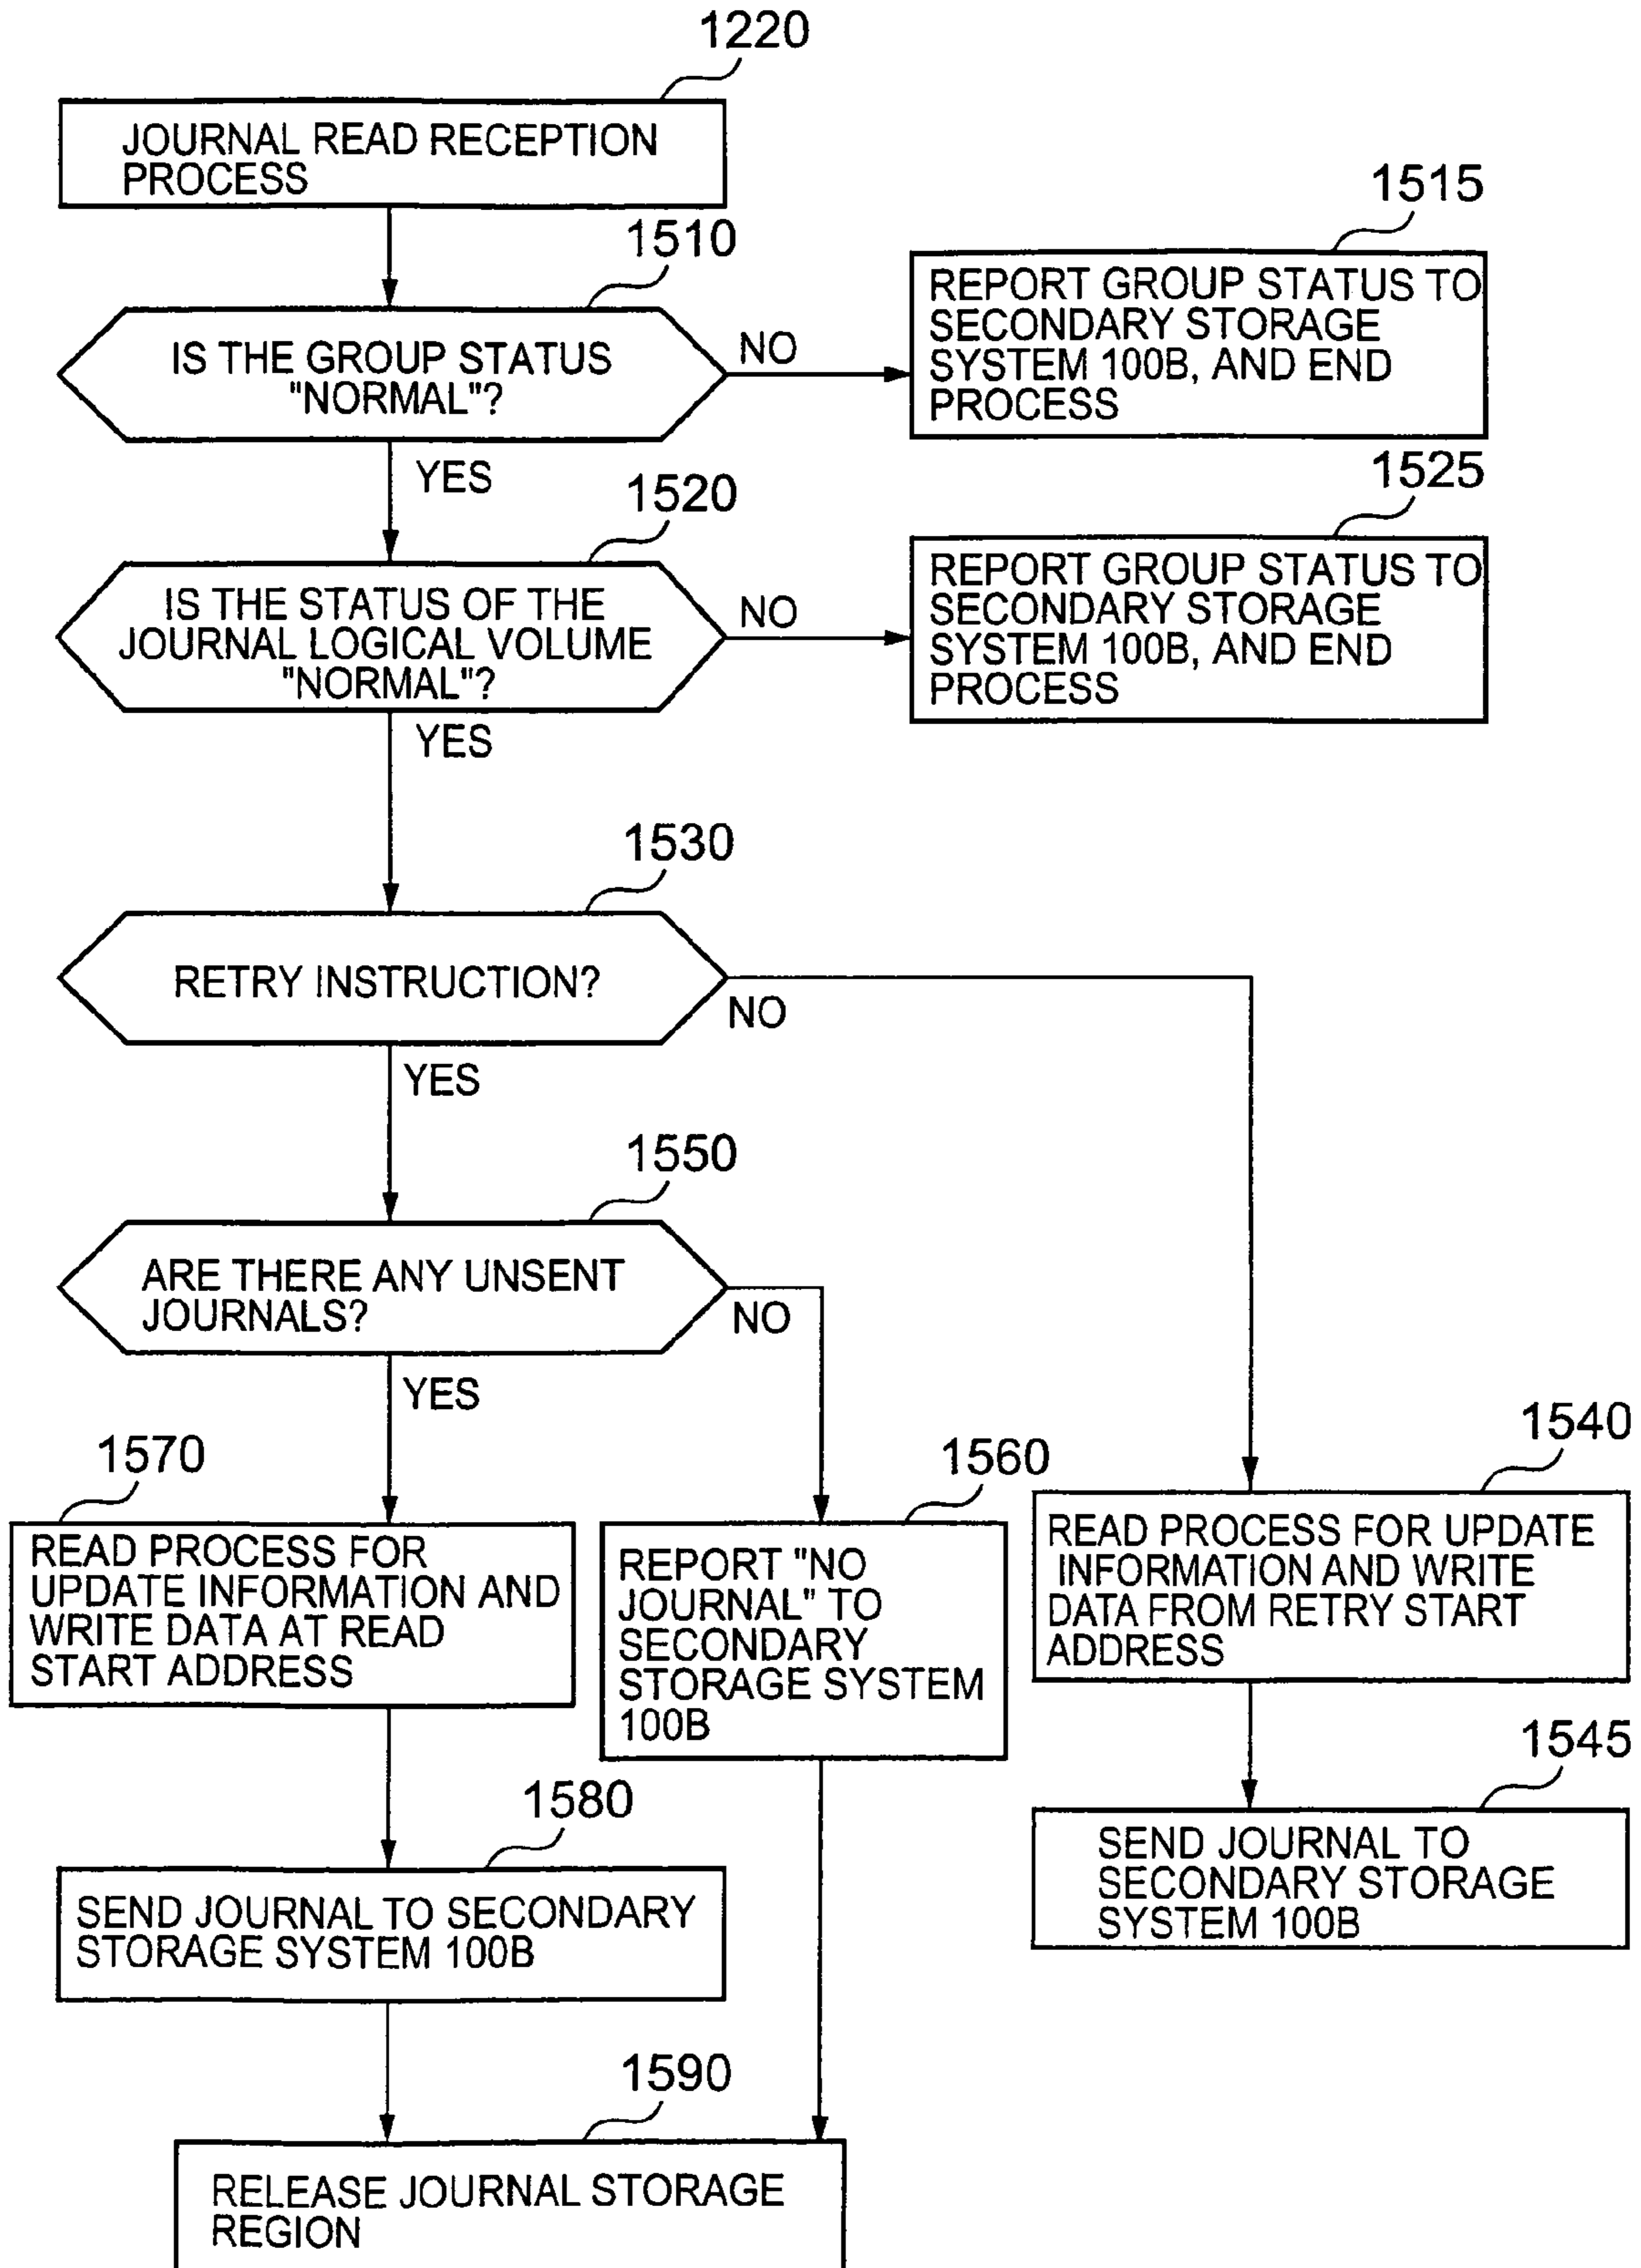 1220
JOURNAL READ RECEPTION
PROCESS
1510
IS THE GROUP STATUS
"NORMAL"?
NO
YES
1515
REPORT GROUP STATUS TO
SECONDARY STORAGE
SYSTEM 100B, AND END
PROCESS
1520
IS THE STATUS OF THE
JOURNAL LOGICAL VOLUME
"NORMAL"?
NO
YES
1525
REPORT GROUP STATUS TO
SECONDARY STORAGE
SYSTEM 100B, AND END
PROCESS
1530
RETRY INSTRUCTION?
NO
YES
1550
ARE THERE ANY UNSENT
JOURNALS?
NO
YES
1570
READ PROCESS FOR
UPDATE INFORMATION AND
WRITE DATA AT READ
START ADDRESS
1560
REPORT "NO
JOURNAL" TO
SECONDARY
STORAGE SYSTEM
100B
1540
READ PROCESS FOR UPDATE
INFORMATION AND WRITE
DATA FROM RETRY START
ADDRESS
1545
SEND JOURNAL TO
SECONDARY STORAGE
SYSTEM 100B
1580
SEND JOURNAL TO SECONDARY
STORAGE SYSTEM 100B
1590
RELEASE JOURNAL STORAGE
REGION